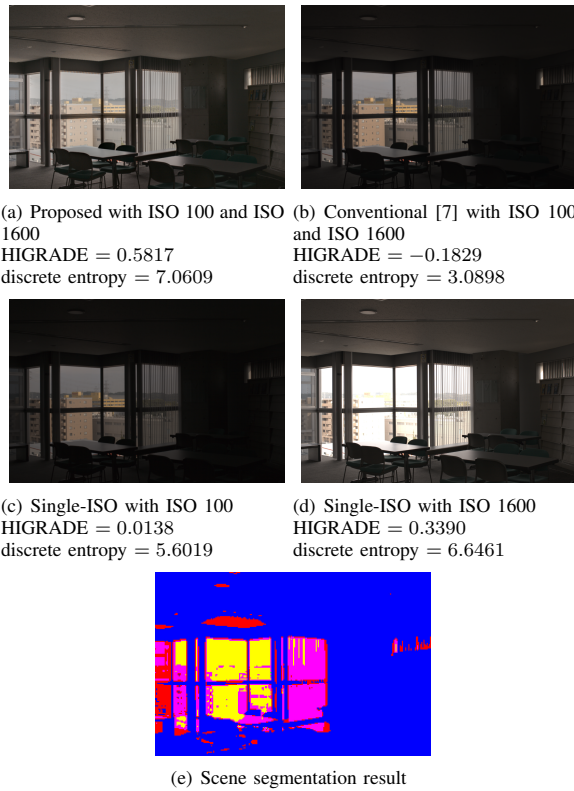 (a) Proposed with ISO 100 and ISO
1600
HIGRADE = 0.5817
discrete entropy = 7.0609
(b) Conventional [7] with ISO 100
and ISO 1600
HIGRADE = −0.1829
discrete entropy = 3.0898
(c) Single-ISO with ISO 100
HIGRADE = 0.0138
discrete entropy = 5.6019
(d) Single-ISO with ISO 1600
HIGRADE = 0.3390
discrete entropy = 6.6461
(e) Scene segmentation result